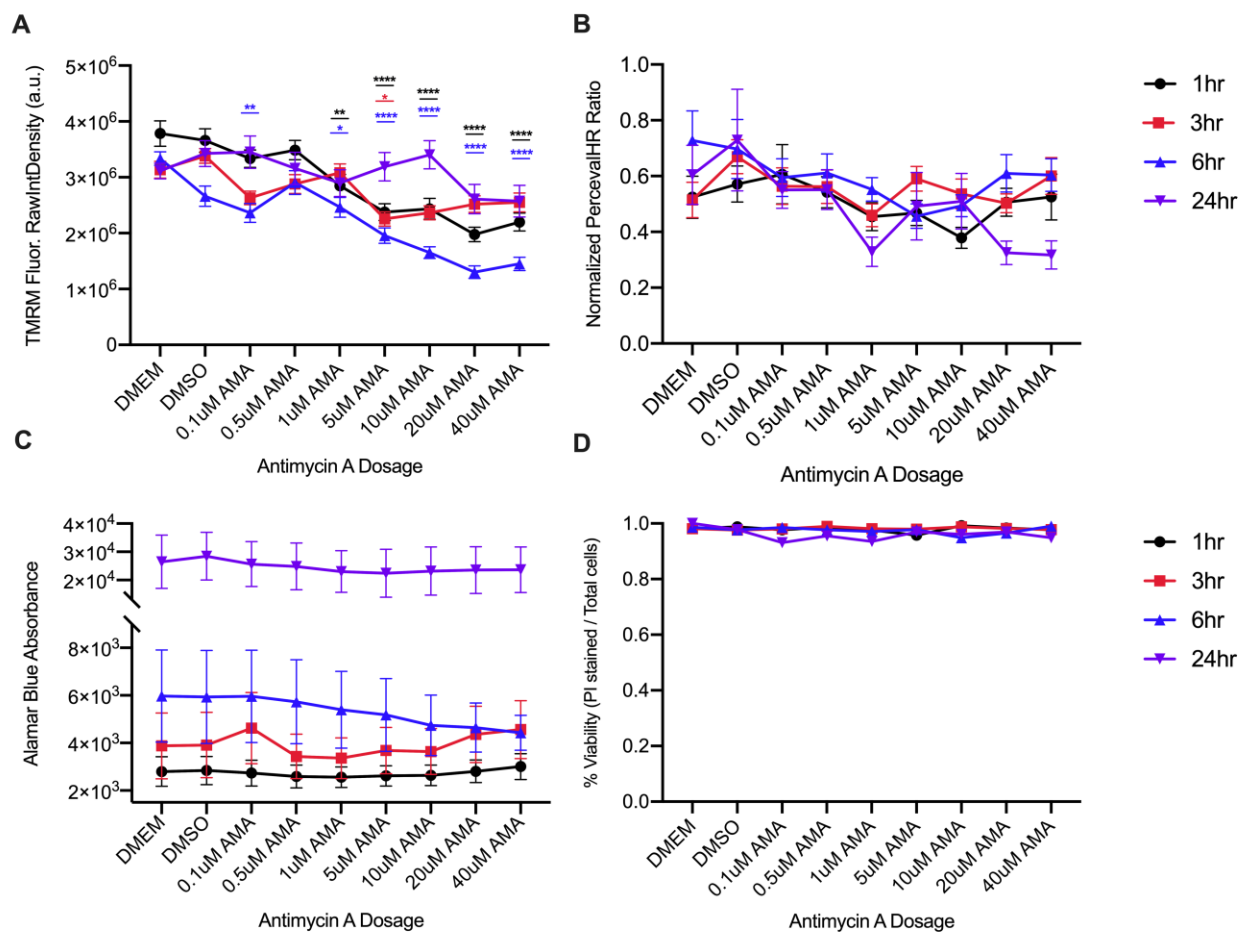 A
TMRM Fluor. RawIntDensity (a.u.)
5×10⁶
4×10⁶
3×10⁶
2×10⁶
1×10⁶
0
**
**
*
****
*
****
****
****
****
****
****
****
DMEM
DMSO
0.1uM AMA
0.5uM AMA
1uM AMA
5uM AMA
10uM AMA
20uM AMA
40uM AMA
Antimycin A Dosage
B
Normalized PercevalHR Ratio
1.0
0.8
0.6
0.4
0.2
0.0
DMEM
DMSO
0.1uM AMA
0.5uM AMA
1uM AMA
5uM AMA
10uM AMA
20uM AMA
40uM AMA
Antimycin A Dosage
1hr
3hr
6hr
24hr
C
Alamar Blue Absorbance
4×10⁴
3×10⁴
2×10⁴
8×10³
6×10³
4×10³
2×10³
DMEM
DMSO
0.1uM AMA
0.5uM AMA
1uM AMA
5uM AMA
10uM AMA
20uM AMA
40uM AMA
Antimycin A Dosage
D
% Viability (PI stained / Total cells)
1.0
0.8
0.6
0.4
0.2
0.0
DMEM
DMSO
0.1uM AMA
0.5uM AMA
1uM AMA
5uM AMA
10uM AMA
20uM AMA
40uM AMA
Antimycin A Dosage
1hr
3hr
6hr
24hr